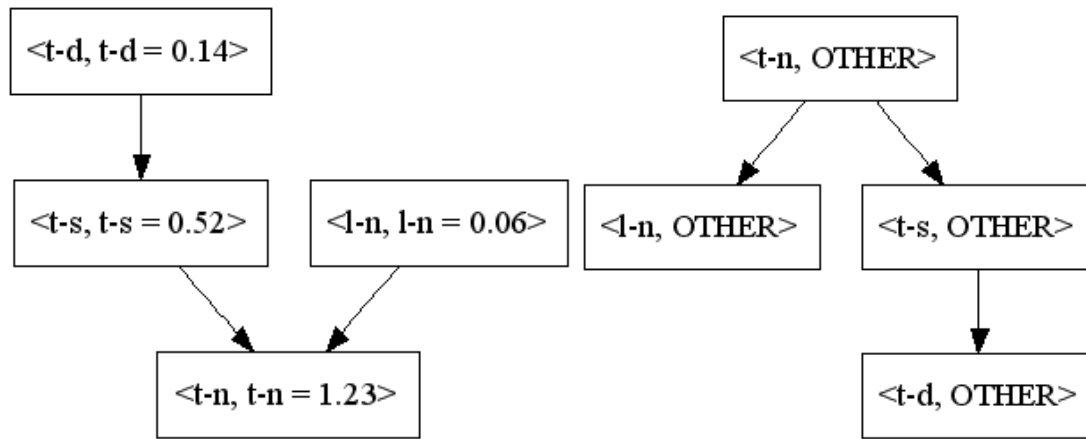 <t-d, t-d = 0.14>
<t-n, OTHER>
<t-s, t-s = 0.52>
<l-n, l-n = 0.06>
<l-n, OTHER>
<t-s, OTHER>
<t-n, t-n = 1.23>
<t-d, OTHER>